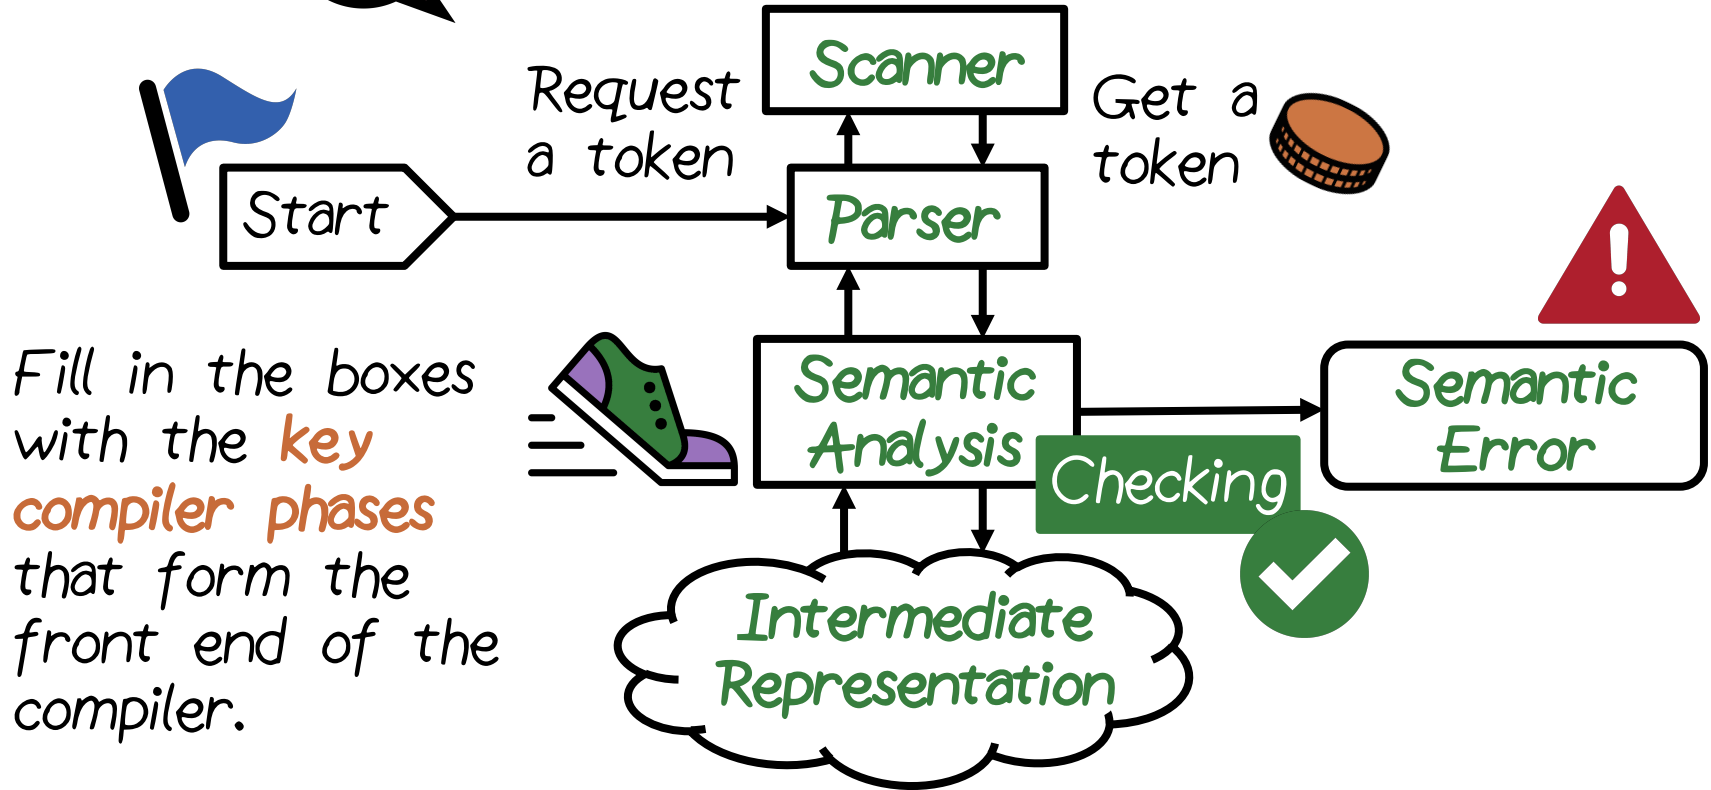 Scanner
Request
a token
Get a
token
Start
Parser
Fill in the boxes
with the key
compiler phases
that form the
front end of the
compiler.
Semantic
Analysis
Checking
Semantic
Error
Intermediate
Representation